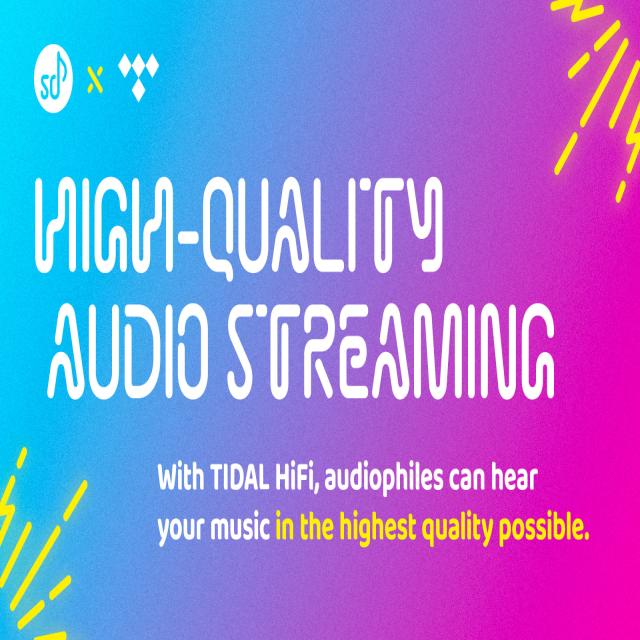 sd x
HIGH-QUALITY
AUDIO STREAMING
With TIDAL HiFi, audiophiles can hear
your music in the highest quality possible.